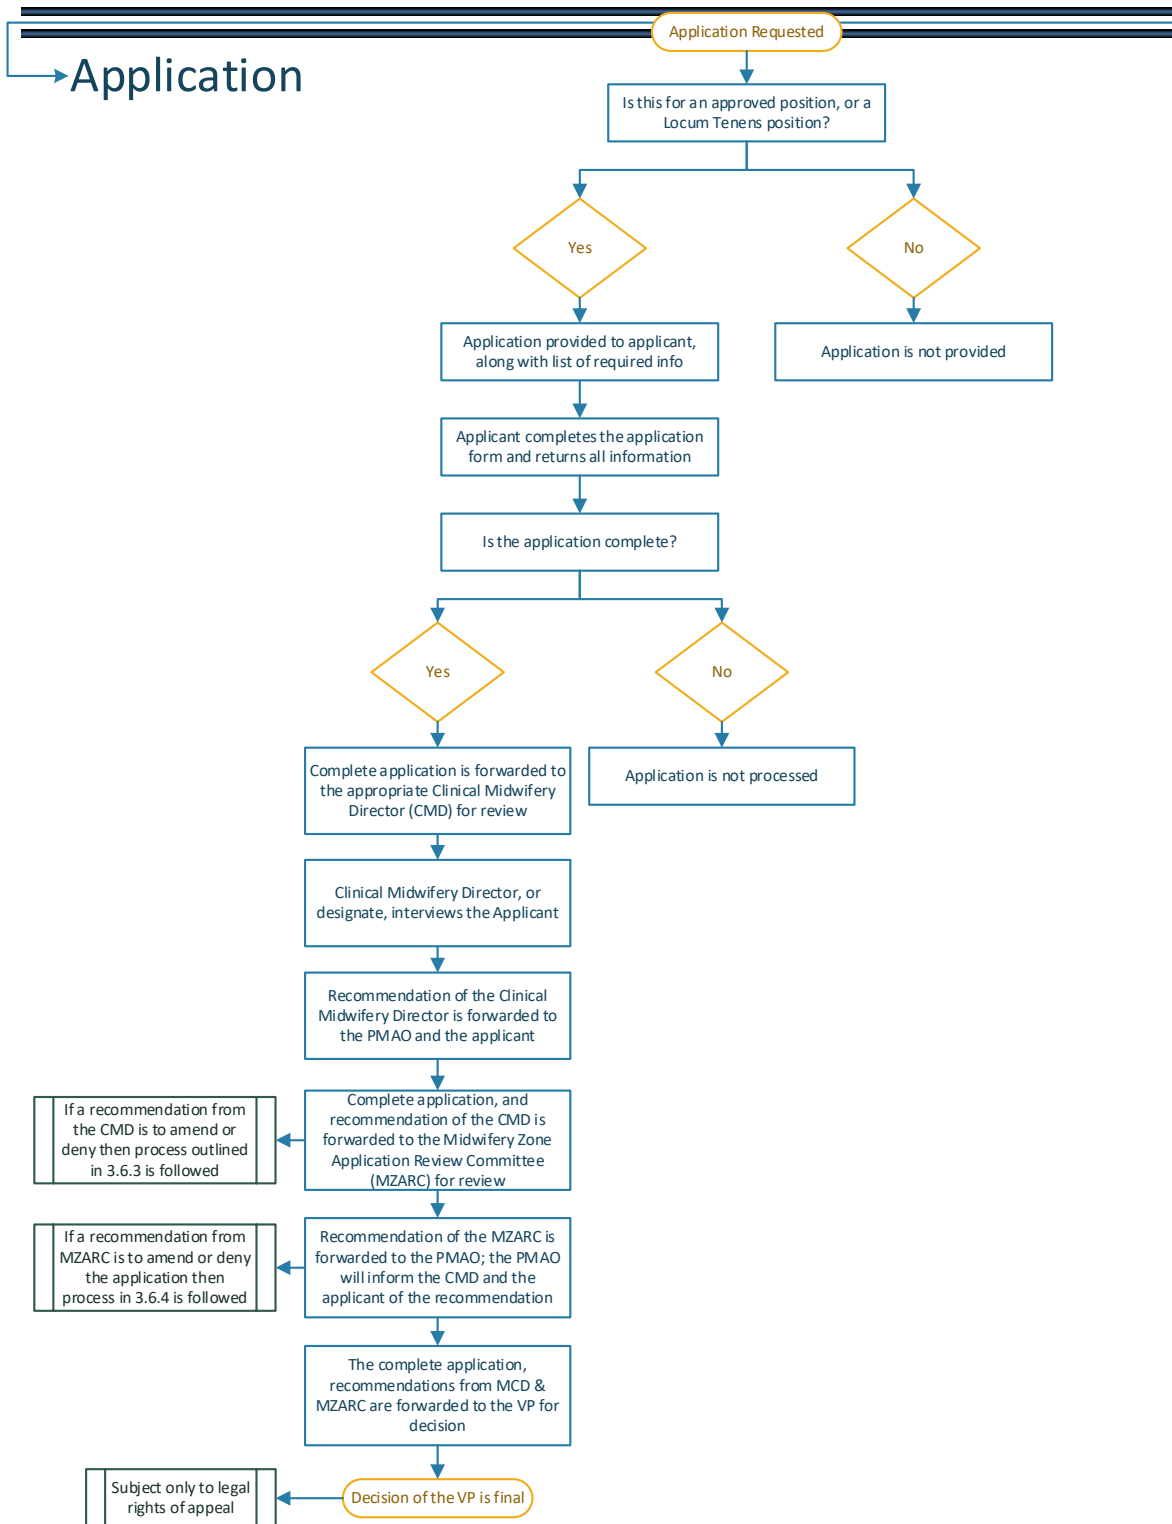 Application Requested
Application
Is this for an approved position, or a
Locum Tenens position?
Yes
No
Application provided to applicant,
along with list of required info
Application is not provided
Applicant completes the application
form and returns all information
Is the application complete?
Yes
No
Complete application is forwarded to
the appropriate Clinical Midwifery
Director (CMD) for review
Application is not processed
Clinical Midwifery Director, or
designate, interviews the Applicant
Recommendation of the Clinical
Midwifery Director is forwarded to
the PMAO and the applicant
If a recommendation from
the CMD is to amend or
deny then process outlined
in 3.6.3 is followed
Complete application, and
recommendation of the CMD is
forwarded to the Midwifery Zone
Application Review Committee
(MZARC) for review
If a recommendation from
MZARC is to amend or deny
the application then
process in 3.6.4 is followed
Recommendation of the MZARC is
forwarded to the PMAO; the PMAO
will inform the CMD and the
applicant of the recommendation
The complete application,
recommendations from MCD &
MZARC are forwarded to the VP for
decision
Subject only to legal
rights of appeal
Decision of the VP is final